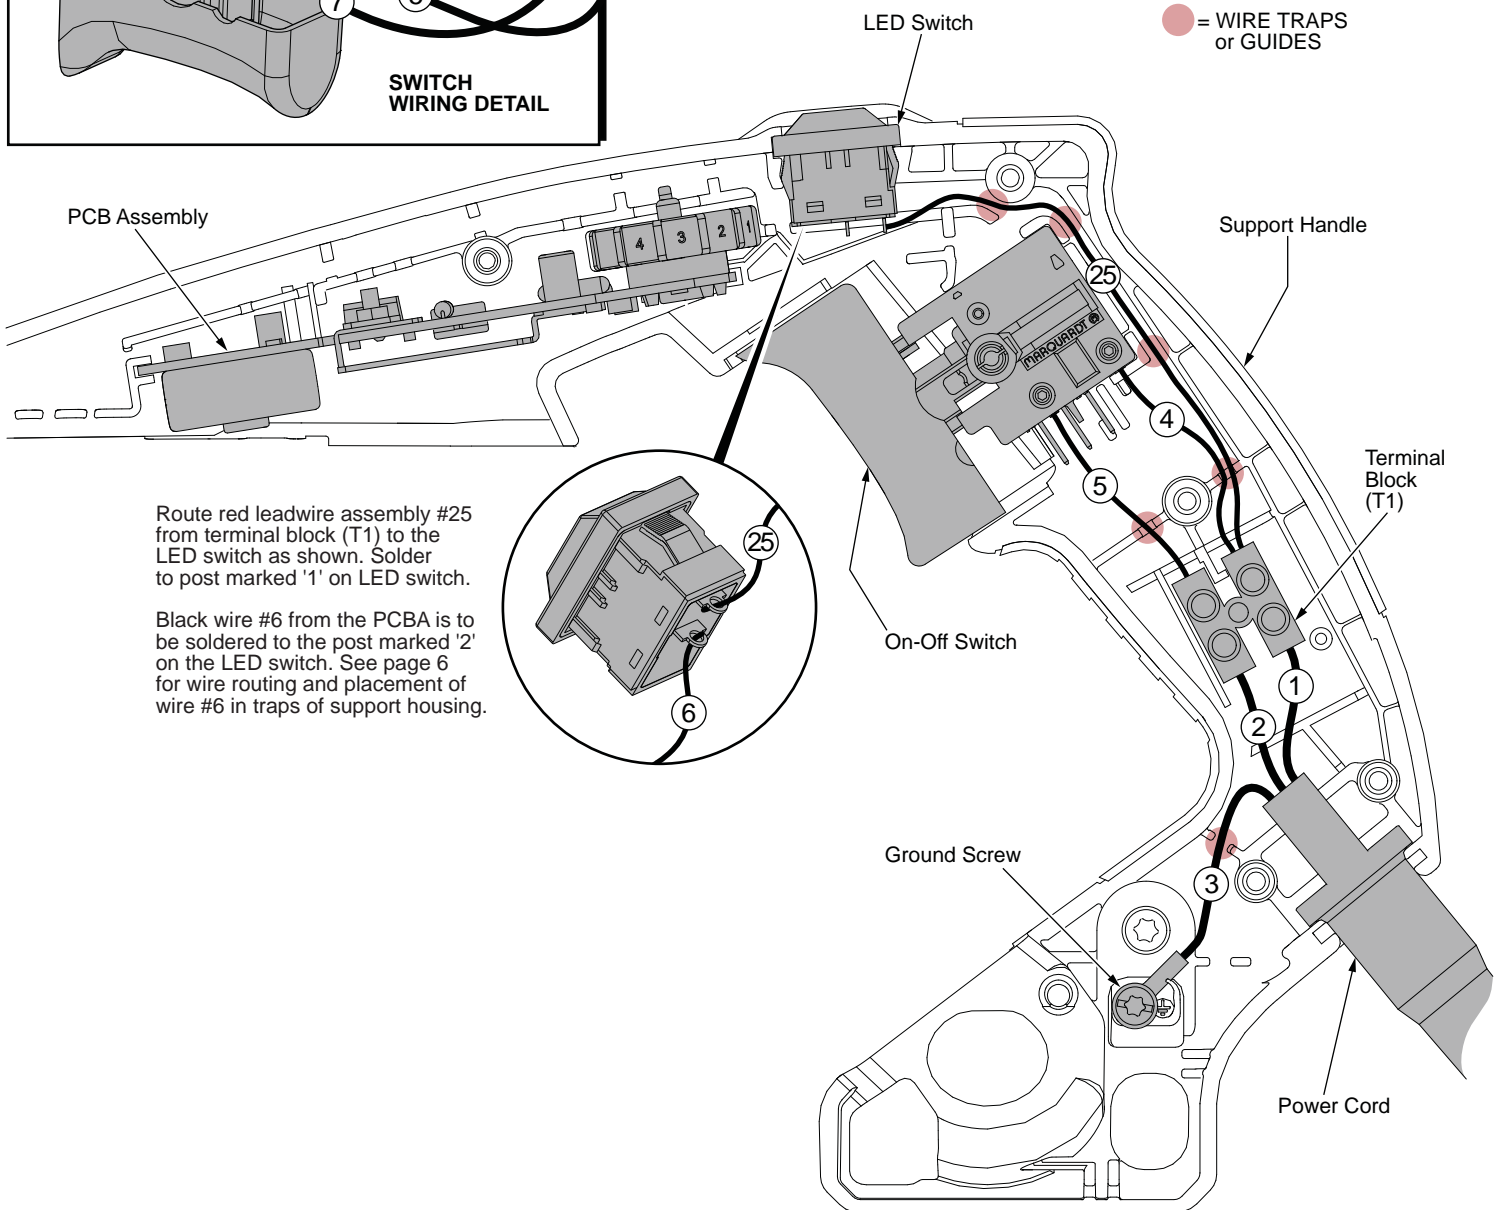 7
SWITCH
WIRING DETAIL
LED Switch
= WIRE TRAPS
or GUIDES
PCB Assembly
Support Handle
4 3 2 1
25
MARQUARDT
4
5
Terminal
Block
(T1)
Route red leadwire assembly #25
from terminal block (T1) to the
LED switch as shown. Solder
to post marked '1' on LED switch.
Black wire #6 from the PCBA is to
be soldered to the post marked '2'
on the LED switch. See page 6
for wire routing and placement of
wire #6 in traps of support housing.
25
6
On-Off Switch
1
2
Ground Screw
3
Power Cord